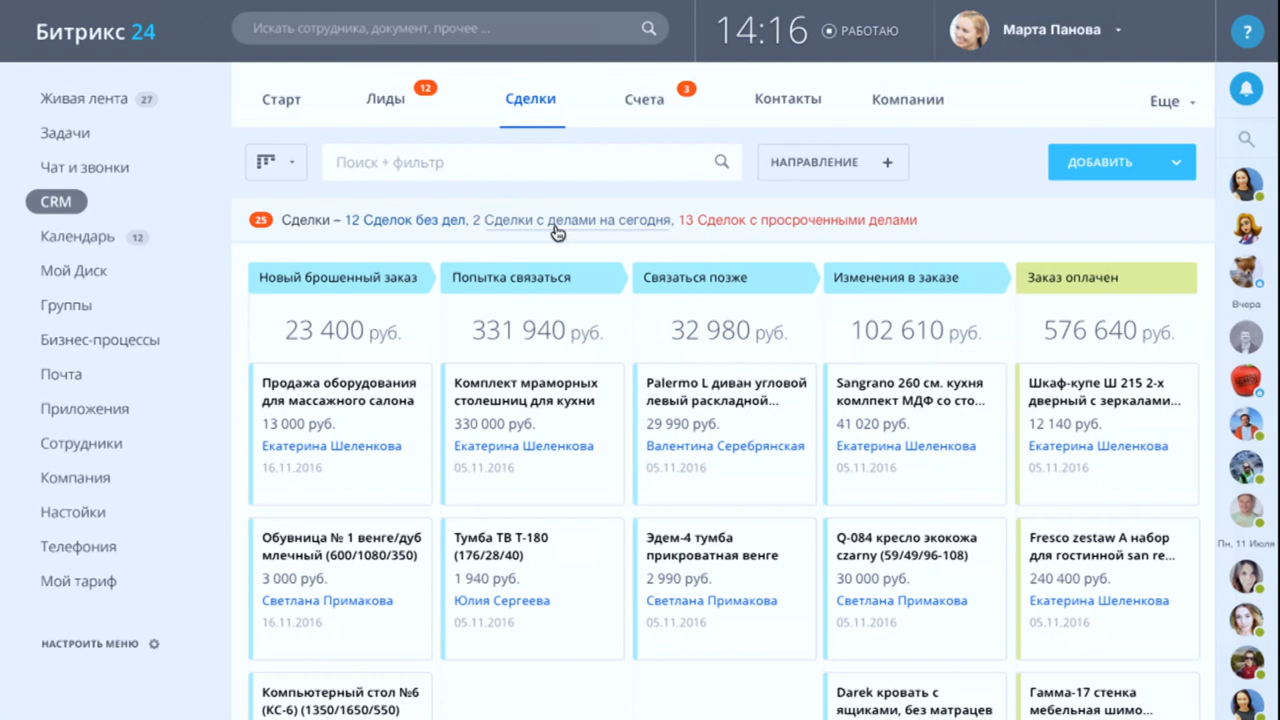 Битрикс 24
Искать сотрудника, документ, прочее ...
14:16
РАБОТАЮ
Марта Панова
?
Живая лента 27
Задачи
Чат и звонки
CRM
Календарь 12
Мой Диск
Группы
Бизнес-процессы
Почта
Приложения
Сотрудники
Компания
Настойки
Телефония
Мой тариф
НАСТРОИТЬ МЕНЮ
Старт
Лиды 12
Сделки
Счета 3
Контакты
Компании
Еще
Поиск + фильтр
НАПРАВЛЕНИЕ +
ДОБАВИТЬ
25 Сделки – 12 Сделок без дел, 2 Сделки с делами на сегодня, 13 Сделок с просроченными делами
Новый брошенный заказ
23 400 руб.
Продажа оборудования
для массажного салона
13 000 руб.
Екатерина Шеленкова
16.11.2016
Обувница № 1 венге/дуб
млечный (600/1080/350)
3 000 руб.
Светлана Примакова
16.11.2016
Компьютерный стол №6
(КС-6) (1350/1650/550)
Попытка связаться
331 940 руб.
Комплект мраморных
столешниц для кухни
330 000 руб.
Екатерина Шеленкова
05.11.2016
Тумба ТВ Т-180
(176/28/40)
1 940 руб.
Юлия Сергеева
05.11.2016
Связаться позже
32 980 руб.
Palermo L диван угловой
левый раскладной...
29 990 руб.
Валентина Серебрянская
05.11.2016
Эдем-4 тумба
прикроватная венге
2 990 руб.
Светлана Примакова
05.11.2016
Изменения в заказе
102 610 руб.
Sangrano 260 см. кухня
комлпект МДФ со сто...
41 020 руб.
Екатерина Шеленкова
05.11.2016
Q-084 кресло экокожа
czarny (59/49/96-108)
30 000 руб.
Светлана Примакова
05.11.2016
Darek кровать с
ящиками, без матрацев
Заказ оплачен
576 640 руб.
Шкаф-купе Ш 215 2-х
дверный с зеркалами...
12 140 руб.
Екатерина Шеленкова
05.11.2016
Fresco zestaw A набор
для гостинной san re...
240 400 руб.
Екатерина Шеленкова
05.11.2016
Гамма-17 стенка
мебельная шимо...
Вчера
Пн, 11 Июля